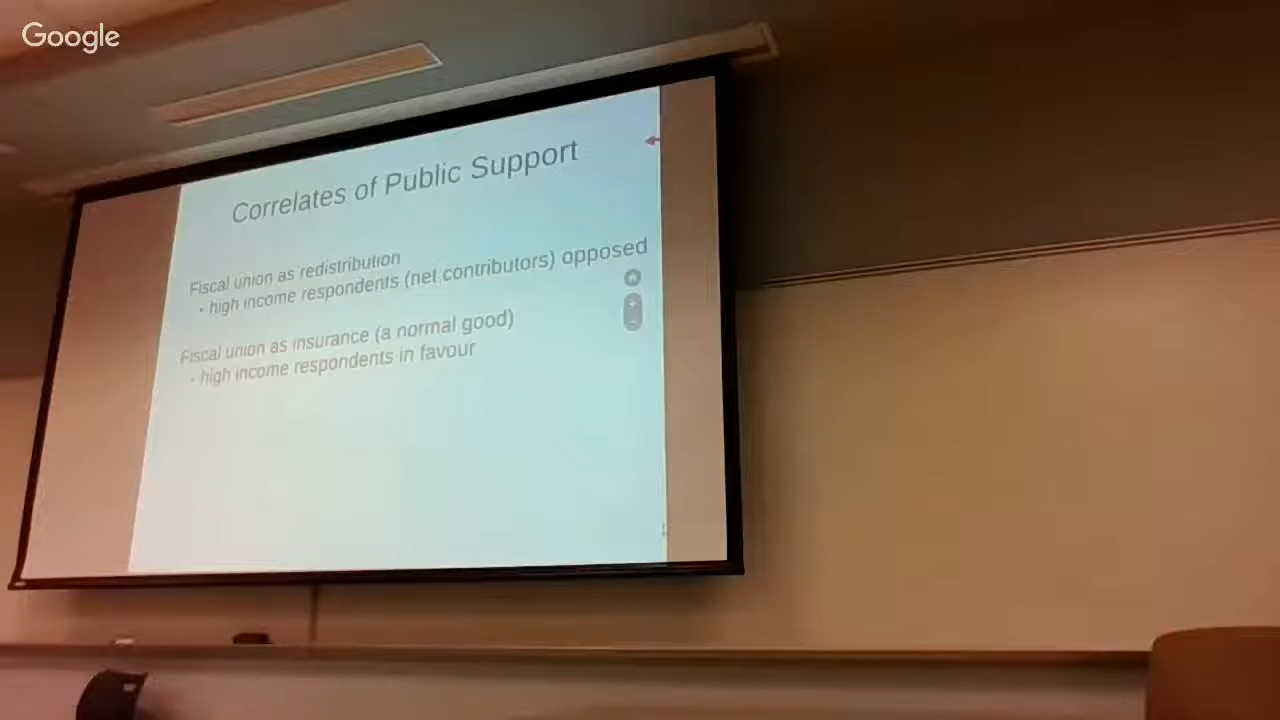 Google
Correlates of Public Support
Fiscal union as redistribution
- high income respondents (net contributors) opposed
Fiscal union as insurance (a normal good)
- high income respondents in favour